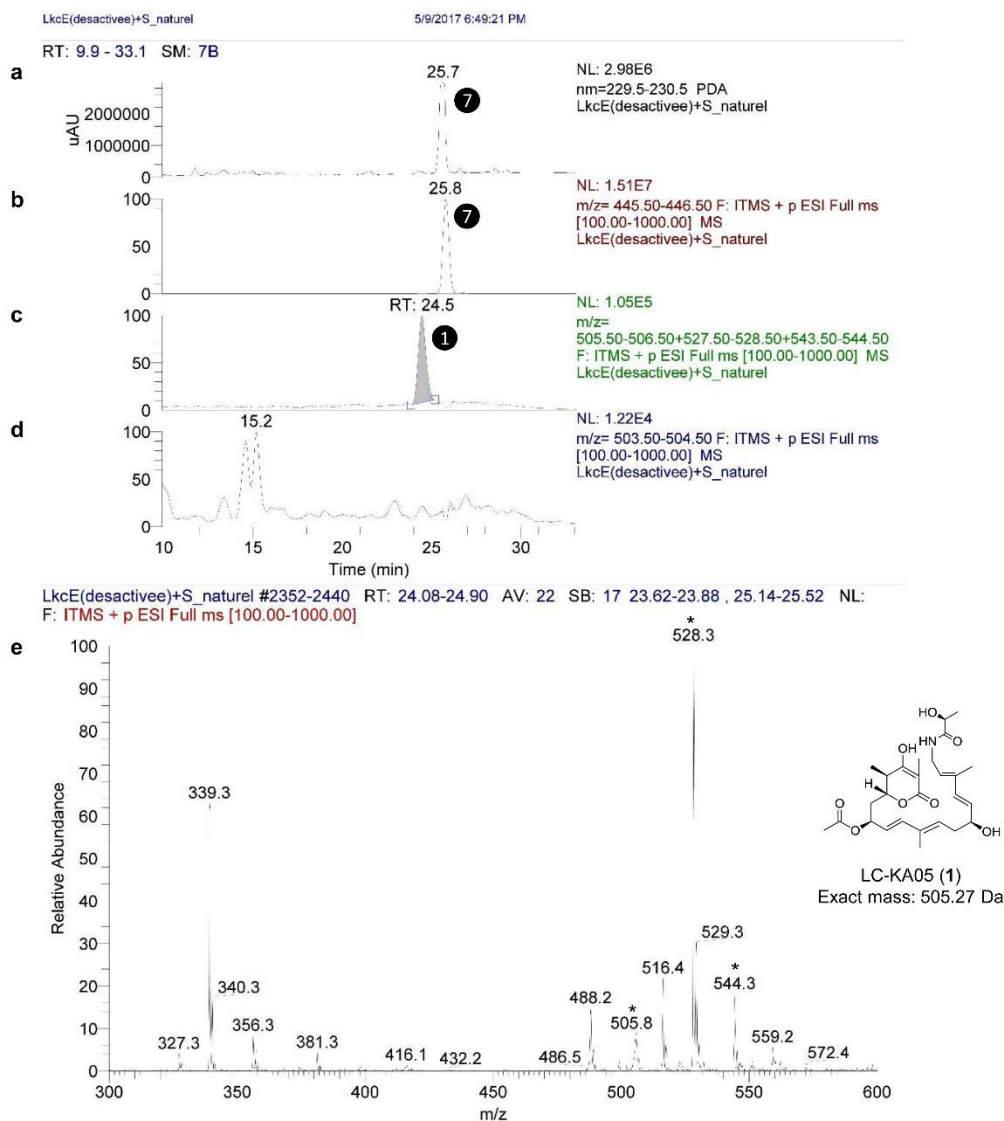 LkcE(desactivee)+S_naturel 5/9/2017 6:49:21 PM
RT: 9.9 - 33.1 SM: 7B
a
25.7
7
uAU
2000000
1000000
0
NL: 2.98E6
nm=229.5-230.5 PDA
LkcE(desactivee)+S_naturel
b
25.8
7
100
50
0
NL: 1.51E7
m/z= 445.50-446.50 F: ITMS + p ESI Full ms
[100.00-1000.00] MS
LkcE(desactivee)+S_naturel
c
RT: 24.5
1
100
50
0
NL: 1.05E5
m/z=
505.50-506.50+527.50-528.50+543.50-544.50
F: ITMS + p ESI Full ms [100.00-1000.00] MS
LkcE(desactivee)+S_naturel
d
15.2
100
50
0
NL: 1.22E4
m/z= 503.50-504.50 F: ITMS + p ESI Full ms
[100.00-1000.00] MS
LkcE(desactivee)+S_naturel
10 15 20 25 30
Time (min)
LkcE(desactivee)+S_naturel #2352-2440 RT: 24.08-24.90 AV: 22 SB: 17 23.62-23.88 , 25.14-25.52 NL:
F: ITMS + p ESI Full ms [100.00-1000.00]
e
*
528.3
100
90
80
70
60
50
40
30
20
10
0
Relative Abundance
339.3
340.3
327.3
356.3
381.3
416.1
432.2
486.5
488.2
*
505.8
516.4
529.3
*
544.3
559.2
572.4
300 350 400 450 500 550 600
m/z
HO
HN
O
OH
H
O
O
O
O
OH
LC-KA05 (1)
Exact mass: 505.27 Da